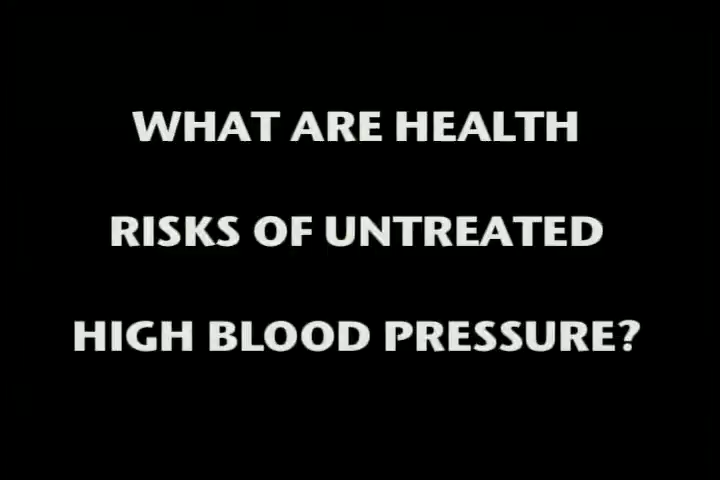 WHAT ARE HEALTH
RISKS OF UNTREATED
HIGH BLOOD PRESSURE?